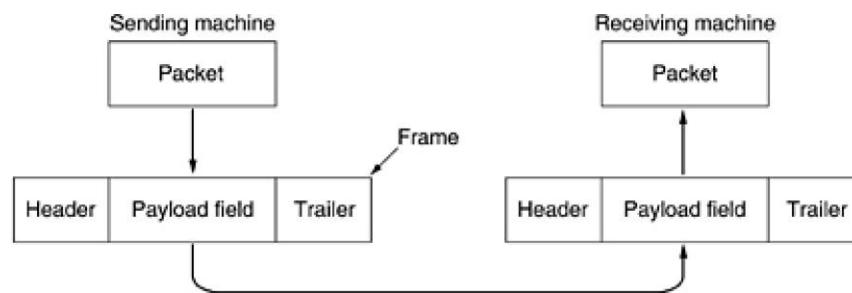 Sending machine
Receiving machine
Packet
Packet
Frame
Header
Payload field
Trailer
Header
Payload field
Trailer